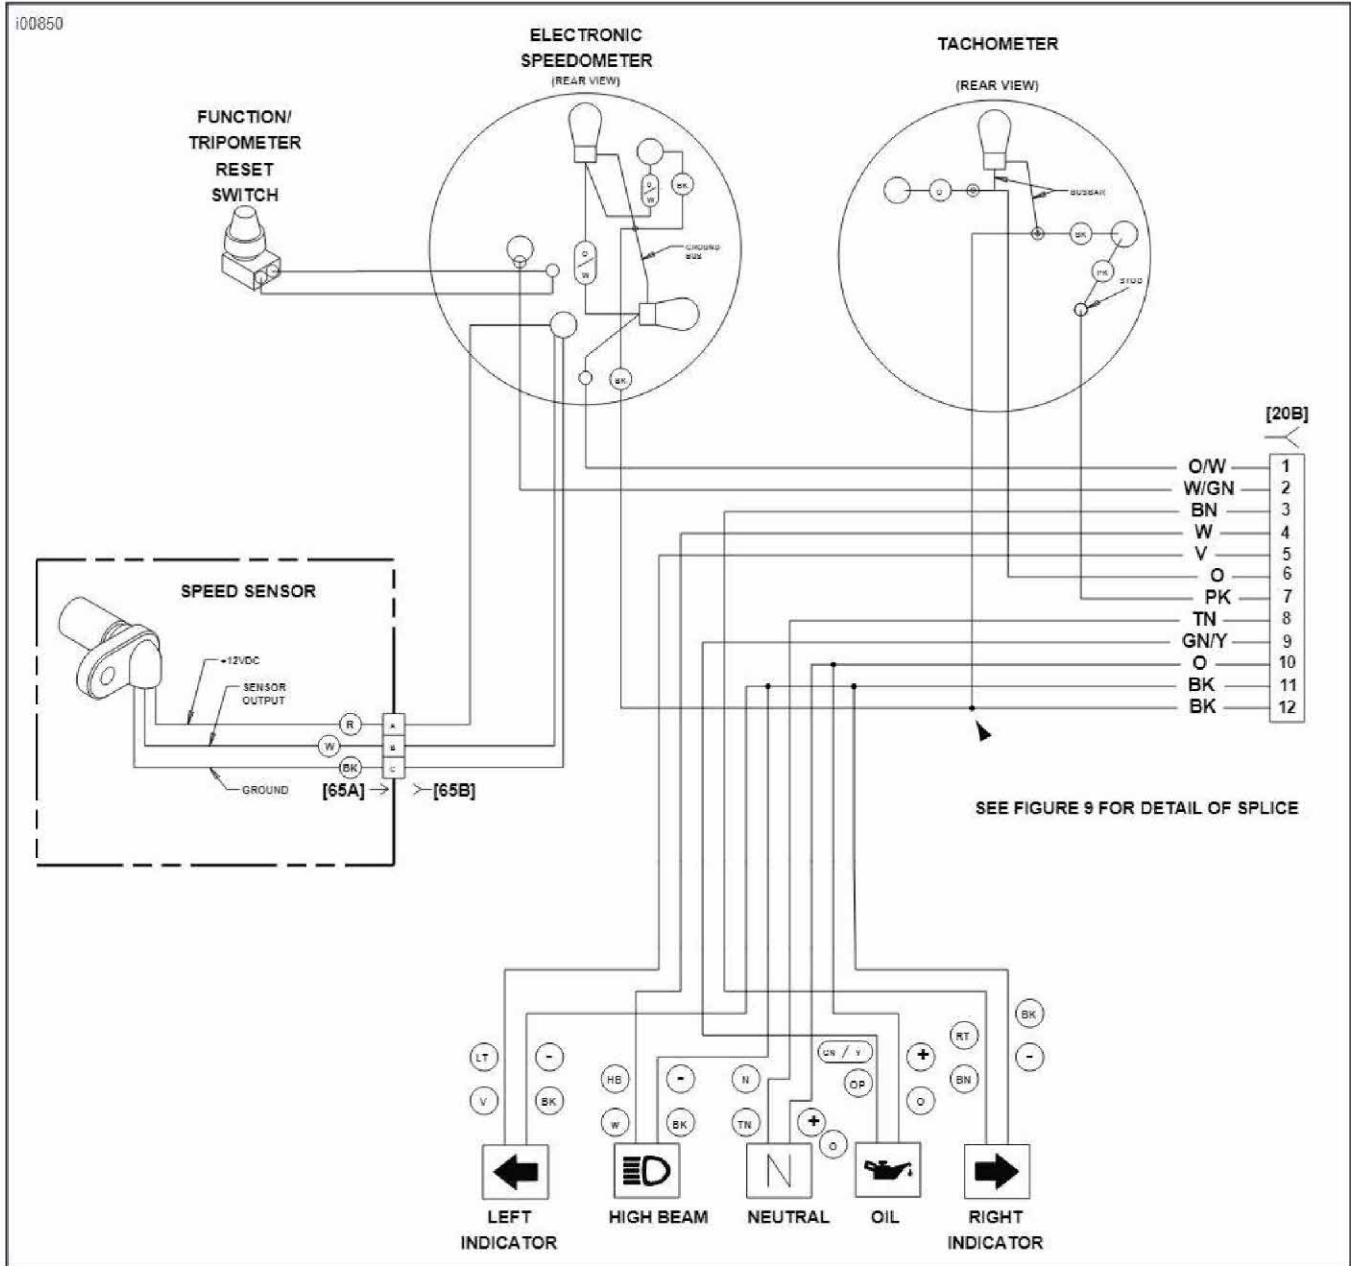 i00850
ELECTRONIC
SPEEDOMETER
(REAR VIEW)
TACHOMETER
(REAR VIEW)
FUNCTION/
TRIPOMETER
RESET
SWITCH
O
/
W
BK
O
/
W
GROUND
BUS
BK
O
BUSBAR
BK
PK
STUD
[20B]
O/W 1
W/GN 2
BN 3
W 4
V 5
O 6
PK 7
TN 8
GN/Y 9
O 10
BK 11
BK 12
SEE FIGURE 9 FOR DETAIL OF SPLICE
SPEED SENSOR
+12VDC
SENSOR
OUTPUT
GROUND
R A
W B
BK C
[65A]
[65B]
LT
V
-
BK
HB
W
-
BK
N
TN
+
O
GN / Y
OP
+
O
RT
BN
BK
-
N
LEFT
INDICATOR
HIGH BEAM
NEUTRAL
OIL
RIGHT
INDICATOR